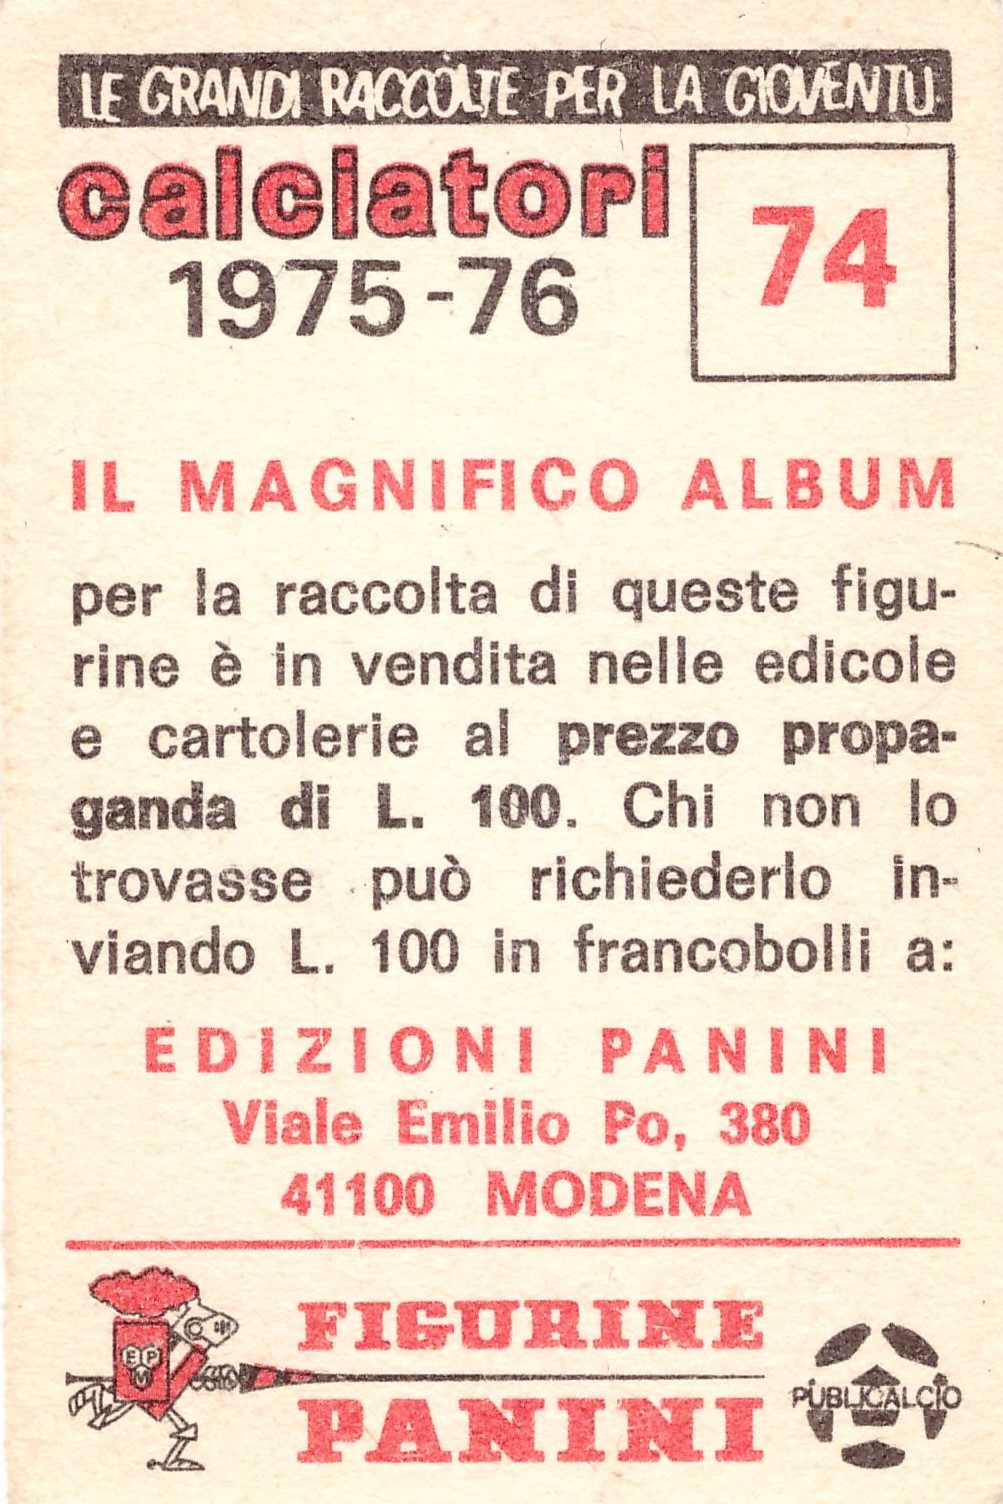 LE GRANDI RACCOLTE PER LA GIOVENTU'
calciatori
1975-76
74
IL MAGNIFICO ALBUM
per la raccolta di queste figu-
rine è in vendita nelle edicole
e cartolerie al prezzo propa-
ganda di L. 100. Chi non lo
trovasse può richiederlo in-
viando L. 100 in francobolli a:
EDIZIONI PANINI
Viale Emilio Po, 380
41100 MODENA
EPM
FIGURINE
PANINI
PUBLICALCIO